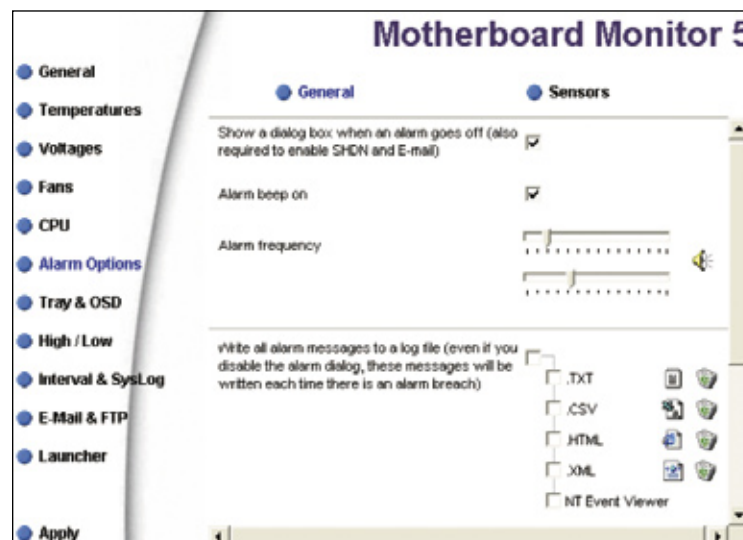 Motherboard Monitor 5
General
Temperatures
Voltages
Fans
CPU
Alarm Options
Tray & OSD
High / Low
Interval & SysLog
E-Mail & FTP
Launcher
Apply
General
Sensors
Show a dialog box when an alarm goes off (also
required to enable SHDN and E-mail)
Alarm beep on
Alarm frequency
Write all alarm messages to a log file (even if you
disable the alarm dialog, these messages will be
written each time there is an alarm breach)
.TXT
.CSV
.HTML
.XML
NT Event Viewer